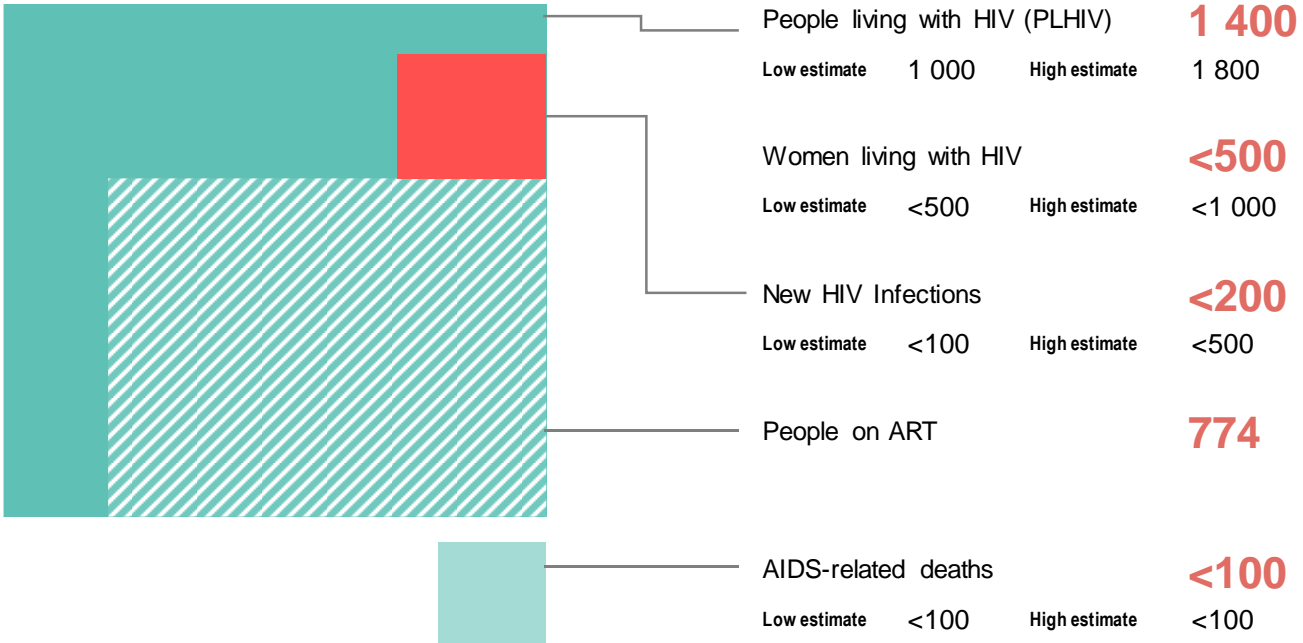 People living with HIV (PLHIV) 1 400
Low estimate 1 000 High estimate 1 800
Women living with HIV <500
Low estimate <500 High estimate <1 000
New HIV Infections <200
Low estimate <100 High estimate <500
People on ART 774
AIDS-related deaths <100
Low estimate <100 High estimate <100